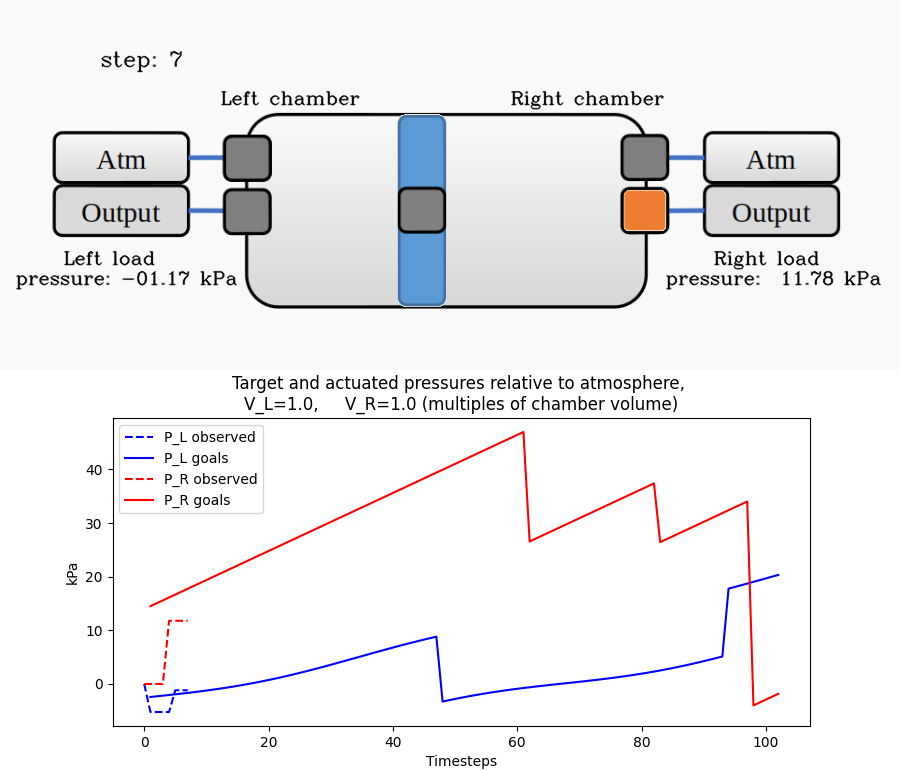 step: 7
Left chamber
Right chamber
Atm
Atm
Output
Output
Left load
pressure: -01.17 kPa
Right load
pressure: 11.78 kPa
Target and actuated pressures relative to atmosphere,
V_L=1.0, V_R=1.0 (multiples of chamber volume)
P_L observed
P_L goals
P_R observed
P_R goals
40
30
20
10
0
kPa
0 20 40 60 80 100
Timesteps